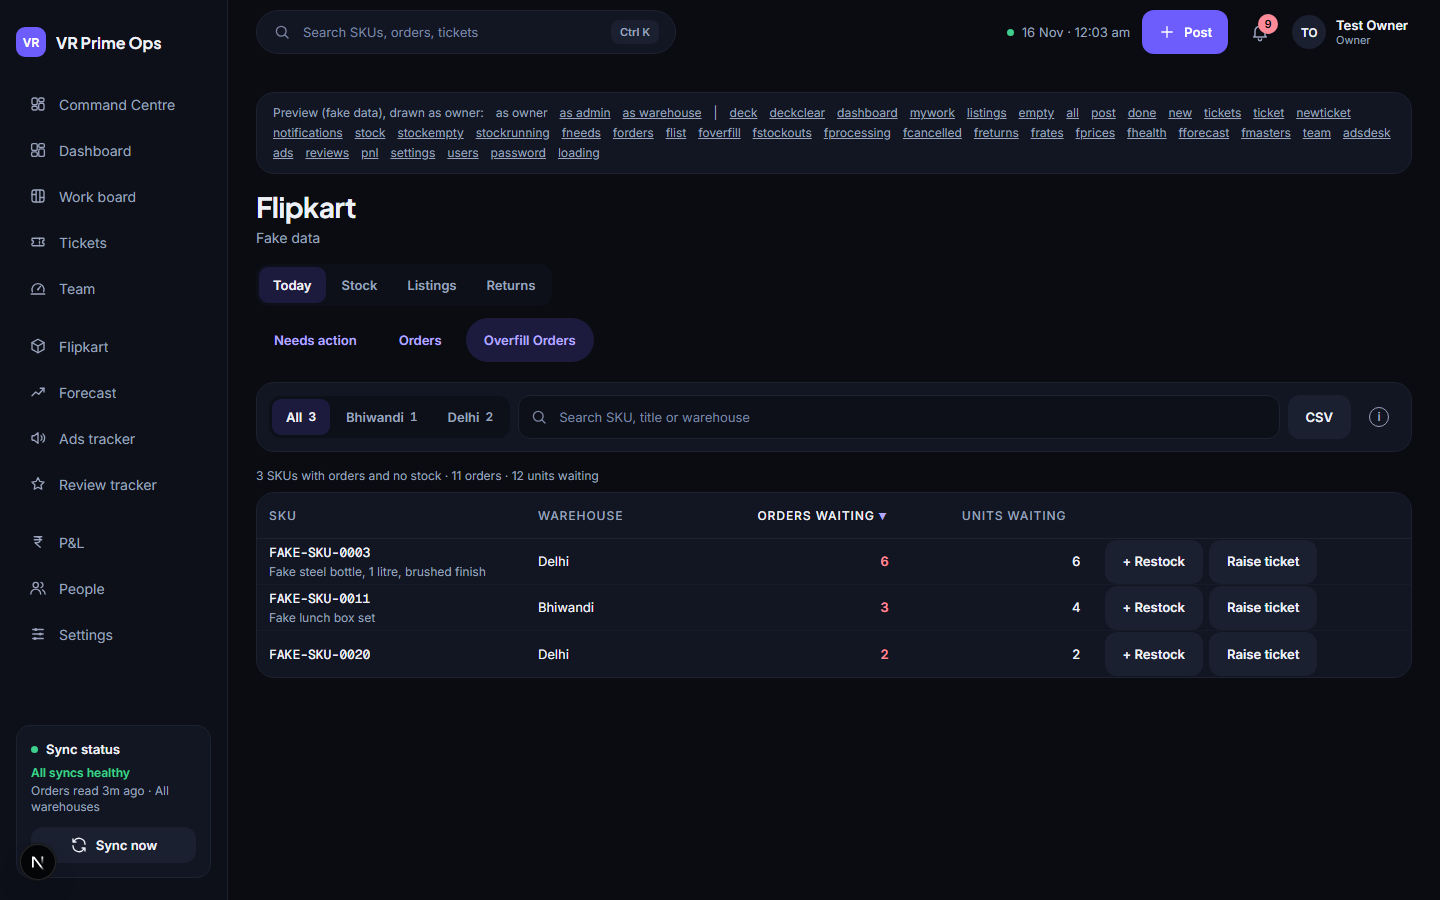 VR VR Prime Ops
Search SKUs, orders, tickets Ctrl K
16 Nov · 12:03 am
+ Post
9
TO
Test Owner
Owner
Command Centre
Dashboard
Work board
Tickets
Team
Flipkart
Forecast
Ads tracker
Review tracker
P&L
People
Settings
Sync status
All syncs healthy
Orders read 3m ago · All
warehouses
Sync now
N
Preview (fake data), drawn as owner: as owner as admin as warehouse | deck deckclear dashboard mywork listings empty all post done new tickets ticket newticket
notifications stock stockempty stockrunning fneeds forders flist foverfill fstockouts fprocessing fcancelled freturns frates fprices fhealth fforecast fmasters team adsdesk
ads reviews pnl settings users password loading
Flipkart
Fake data
Today Stock Listings Returns
Needs action Orders Overfill Orders
All 3 Bhiwandi 1 Delhi 2 Search SKU, title or warehouse CSV i
3 SKUs with orders and no stock · 11 orders · 12 units waiting
SKU WAREHOUSE ORDERS WAITING ▼ UNITS WAITING
FAKE-SKU-0003
Fake steel bottle, 1 litre, brushed finish
Delhi 6 6 + Restock Raise ticket
FAKE-SKU-0011
Fake lunch box set
Bhiwandi 3 4 + Restock Raise ticket
FAKE-SKU-0020 Delhi 2 2 + Restock Raise ticket